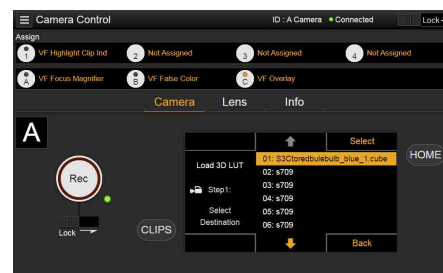 Camera Control
ID : A Camera
Connected
Lock
Assign
1 VF Highlight Clip Ind
2 Not Assigned
3 Not Assigned
4 Not Assigned
A VF Focus Magnifier
B VF False Color
C VF Overlay
Camera Lens Info
A
Rec
Lock
CLIPS
Load 3D LUT
Step1:
Select
Destination
Select
01: S3Ctoredbulebulb_blue_1.cube
02: s709
03: s709
04: s709
05: s709
06: s709
Back
HOME